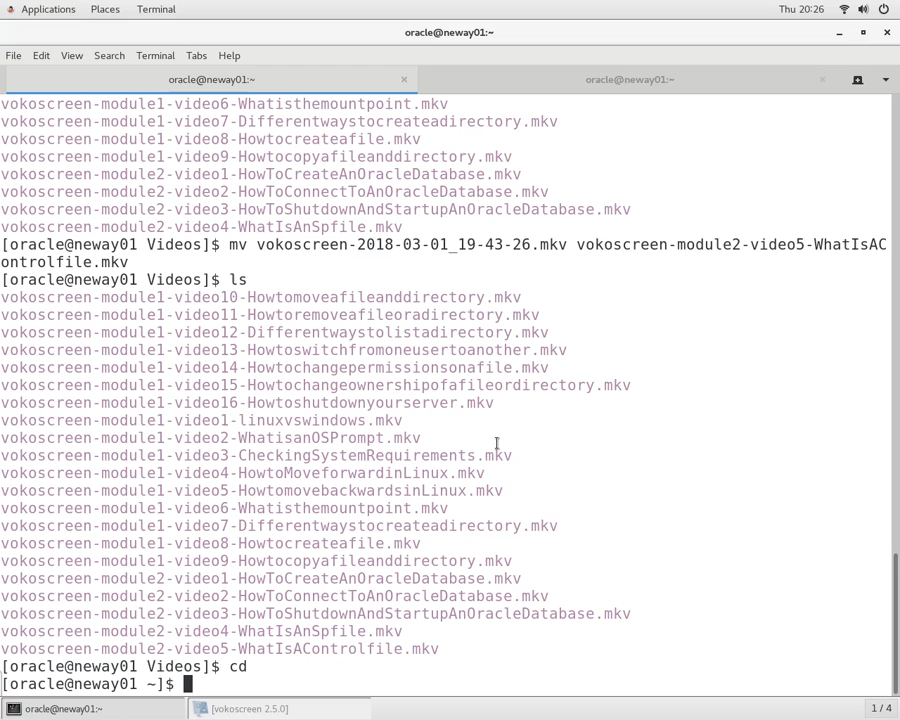 Applications Places Terminal Thu 20:26
oracle@neway01:~
File Edit View Search Terminal Tabs Help
oracle@neway01:~ × oracle@neway01:~ ×
vokoscreen-module1-video6-Whatisthemountpoint.mkv
vokoscreen-module1-video7-Differentwaystocreateadirectory.mkv
vokoscreen-module1-video8-Howtocreateafile.mkv
vokoscreen-module1-video9-Howtocopyafileanddirectory.mkv
vokoscreen-module2-video1-HowToCreateAnOracleDatabase.mkv
vokoscreen-module2-video2-HowToConnectToAnOracleDatabase.mkv
vokoscreen-module2-video3-HowToShutdownAndStartupAnOracleDatabase.mkv
vokoscreen-module2-video4-WhatIsAnSpfile.mkv
[oracle@neway01 Videos]$ mv vokoscreen-2018-03-01_19-43-26.mkv vokoscreen-module2-video5-WhatIsAC
ontrolfile.mkv
[oracle@neway01 Videos]$ ls
vokoscreen-module1-video10-Howtomoveafileanddirectory.mkv
vokoscreen-module1-video11-Howtoremoveafileoradirectory.mkv
vokoscreen-module1-video12-Differentwaystolistadirectory.mkv
vokoscreen-module1-video13-Howtoswitchfromoneusertoanother.mkv
vokoscreen-module1-video14-Howtochangepermissionsonafile.mkv
vokoscreen-module1-video15-Howtochangeownershipofafileordirectory.mkv
vokoscreen-module1-video16-Howtoshutdownyourserver.mkv
vokoscreen-module1-video1-linuxvswindows.mkv
vokoscreen-module1-video2-WhatisanOSPrompt.mkv
vokoscreen-module1-video3-CheckingSystemRequirements.mkv
vokoscreen-module1-video4-HowtoMoveforwardinLinux.mkv
vokoscreen-module1-video5-HowtomovebackwardsinLinux.mkv
vokoscreen-module1-video6-Whatisthemountpoint.mkv
vokoscreen-module1-video7-Differentwaystocreateadirectory.mkv
vokoscreen-module1-video8-Howtocreateafile.mkv
vokoscreen-module1-video9-Howtocopyafileanddirectory.mkv
vokoscreen-module2-video1-HowToCreateAnOracleDatabase.mkv
vokoscreen-module2-video2-HowToConnectToAnOracleDatabase.mkv
vokoscreen-module2-video3-HowToShutdownAndStartupAnOracleDatabase.mkv
vokoscreen-module2-video4-WhatIsAnSpfile.mkv
vokoscreen-module2-video5-WhatIsAControlfile.mkv
[oracle@neway01 Videos]$ cd
[oracle@neway01 ~]$
oracle@neway01:~ [vokoscreen 2.5.0] 1 / 4